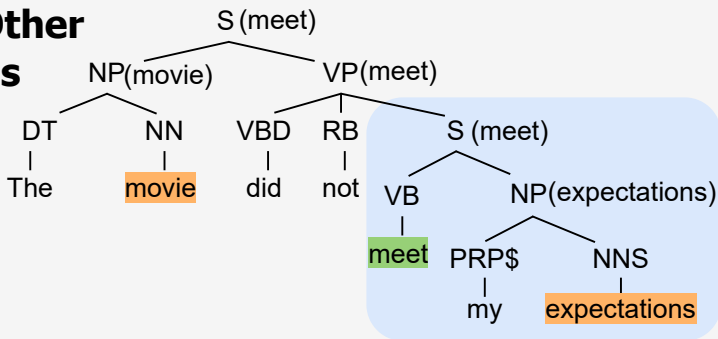 Other
s
S (meet)
NP(movie) VP(meet)
DT NN VBD RB S (meet)
The movie did not VB NP(expectations)
meet PRP$ NNS
my expectations